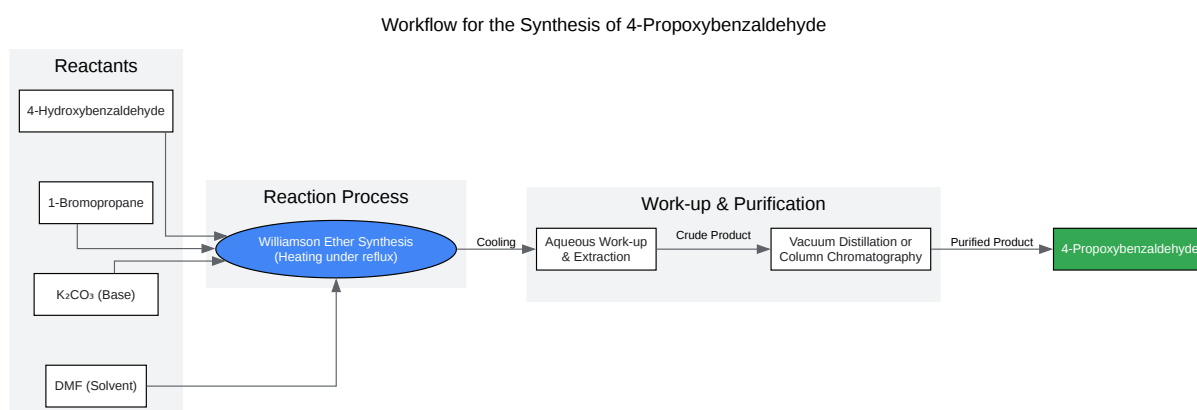 Workflow for the Synthesis of 4-Propoxybenzaldehyde
Reactants
4-Hydroxybenzaldehyde
1-Bromopropane
K₂CO₃ (Base)
DMF (Solvent)
Reaction Process
Williamson Ether Synthesis
(Heating under reflux)
Cooling
Work-up & Purification
Aqueous Work-up
& Extraction
Crude Product
Vacuum Distillation or
Column Chromatography
Purified Product
4-Propoxybenzaldehyde